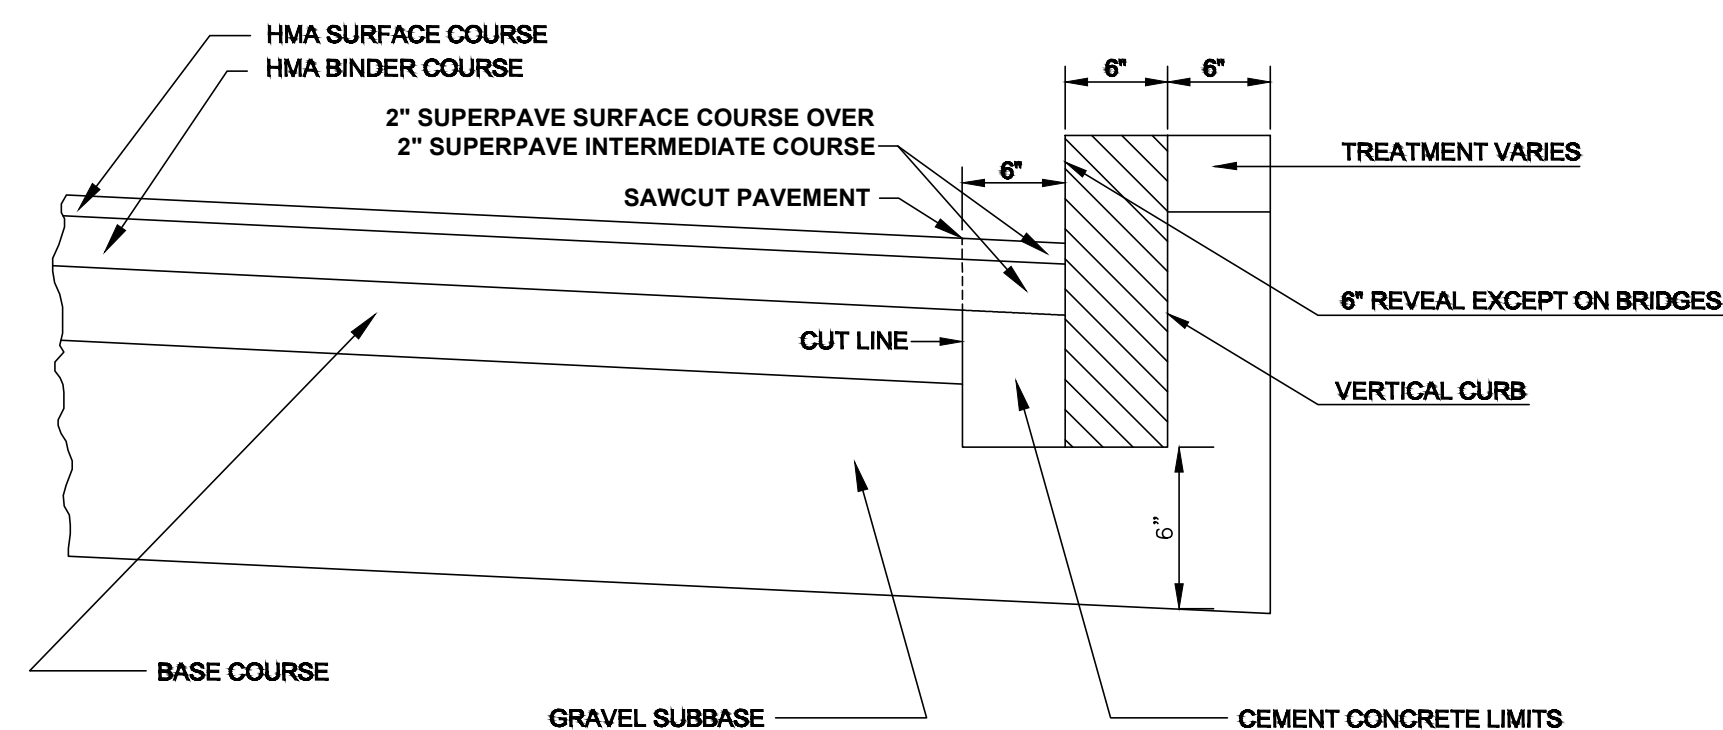 HMA SURFACE COURSE
HMA BINDER COURSE
2" SUPERPAVE SURFACE COURSE OVER
2" SUPERPAVE INTERMEDIATE COURSE
SAWCUT PAVEMENT
6"
6"
6"
TREATMENT VARIES
6" REVEAL EXCEPT ON BRIDGES
CUT LINE
VERTICAL CURB
6"
BASE COURSE
GRAVEL SUBBASE
CEMENT CONCRETE LIMITS